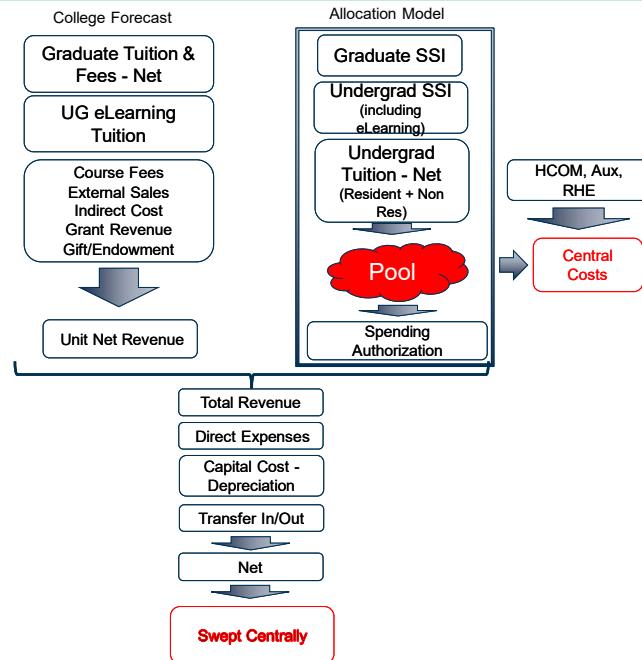 College Forecast
Graduate Tuition &
Fees - Net
UG eLearning
Tuition
Course Fees
External Sales
Indirect Cost
Grant Revenue
Gift/Endowment
Unit Net Revenue
Allocation Model
Graduate SSI
Undergrad SSI
(including
eLearning)
Undergrad
Tuition - Net
(Resident + Non
Res)
Pool
Spending
Authorization
HCOM, Aux,
RHE
Central
Costs
Total Revenue
Direct Expenses
Capital Cost -
Depreciation
Transfer In/Out
Net
Swept Centrally